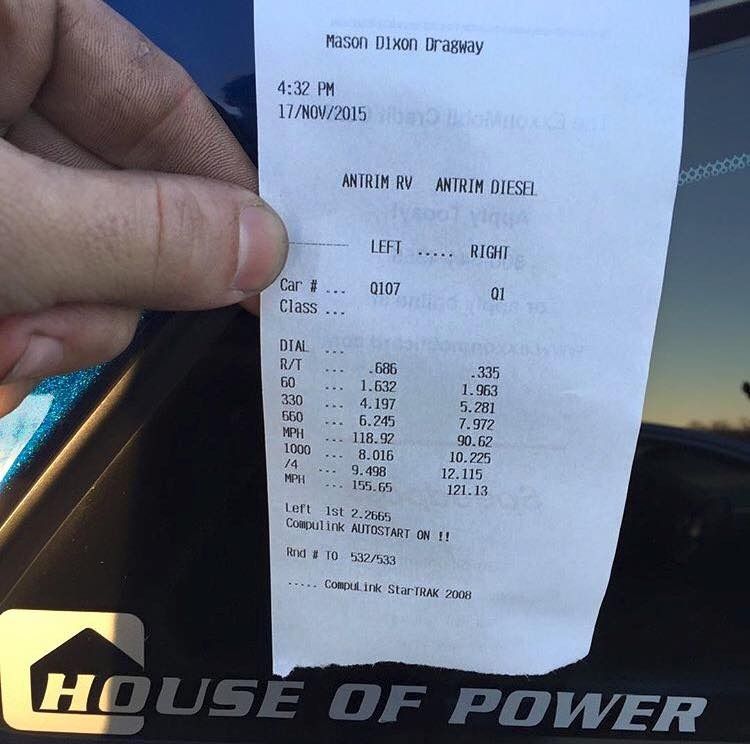 Mason Dixon Dragway
4:32 PM
17/NOV/2015
ANTRIM RV ANTRIM DIESEL
---------- LEFT ..... RIGHT
Car # ... Q107 Q1
Class ...
DIAL ...
R/T ... .686 .335
60 ... 1.632 1.963
330 ... 4.197 5.281
660 ... 6.245 7.972
MPH ... 118.92 90.62
1000 ... 8.016 10.225
/4 ... 9.498 12.115
MPH ... 155.65 121.13
Left 1st 2.2665
Compulink AUTOSTART ON !!
Rnd # TO 532/533
..... CompuLink StarTRAK 2008
HOUSE OF POWER